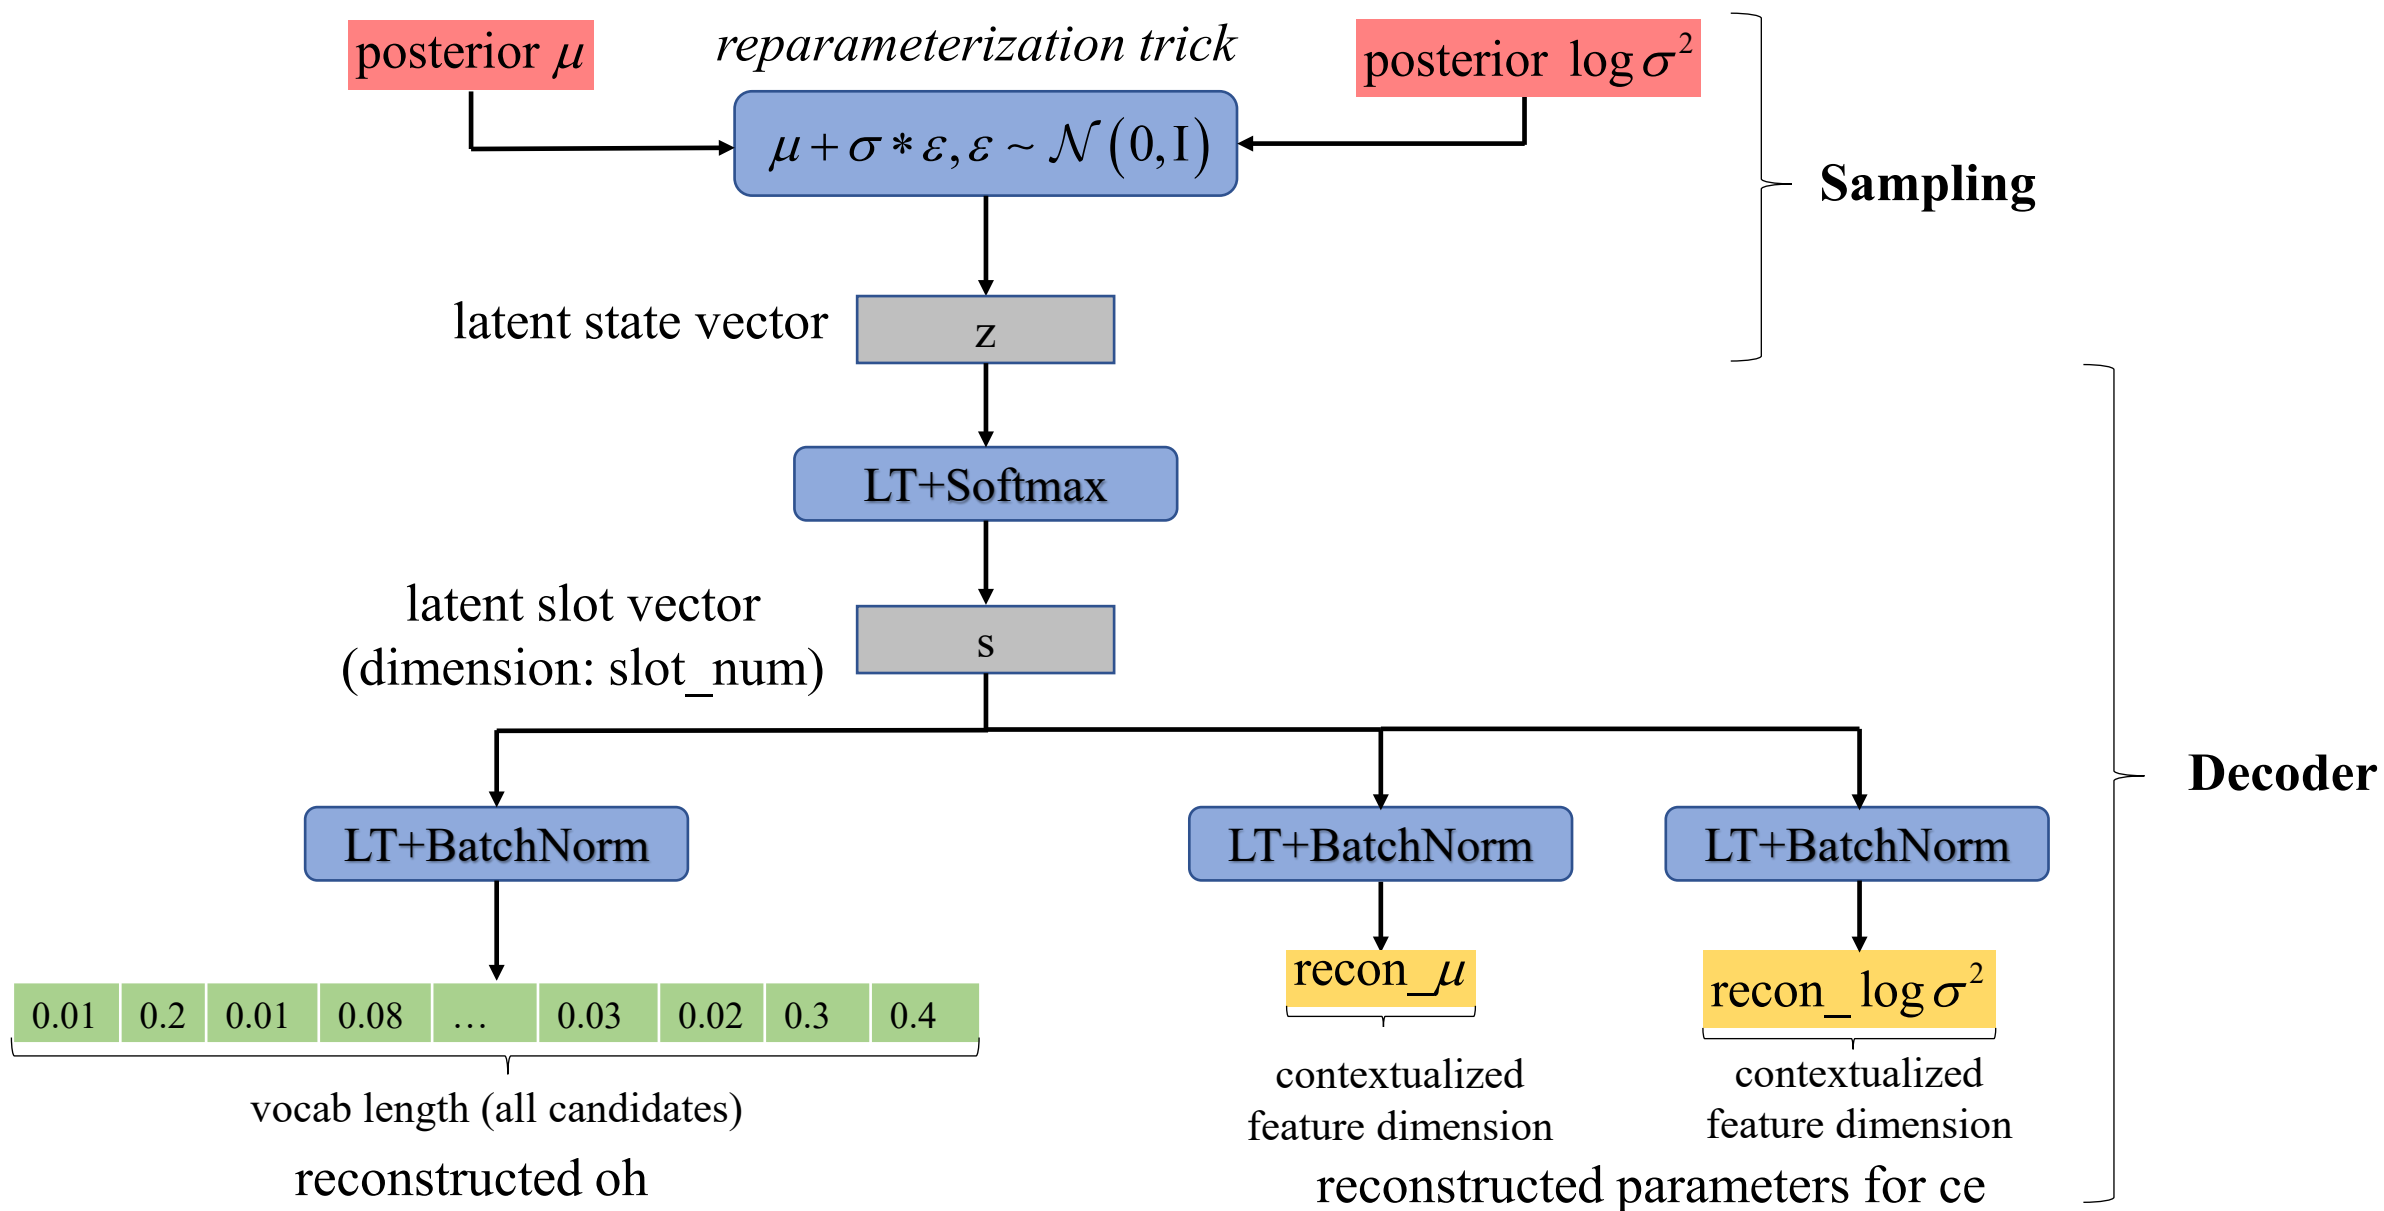 posterior μ
reparameterization trick
posterior log σ²
μ + σ * ε, ε ~ 𝒩(0, I)
Sampling
latent state vector
z
LT+Softmax
latent slot vector
(dimension: slot_num)
s
Decoder
LT+BatchNorm
LT+BatchNorm
LT+BatchNorm
recon_μ
recon_ log σ²
0.01 0.2 0.01 0.08 … 0.03 0.02 0.3 0.4
vocab length (all candidates)
reconstructed oh
contextualized
feature dimension
contextualized
feature dimension
reconstructed parameters for ce